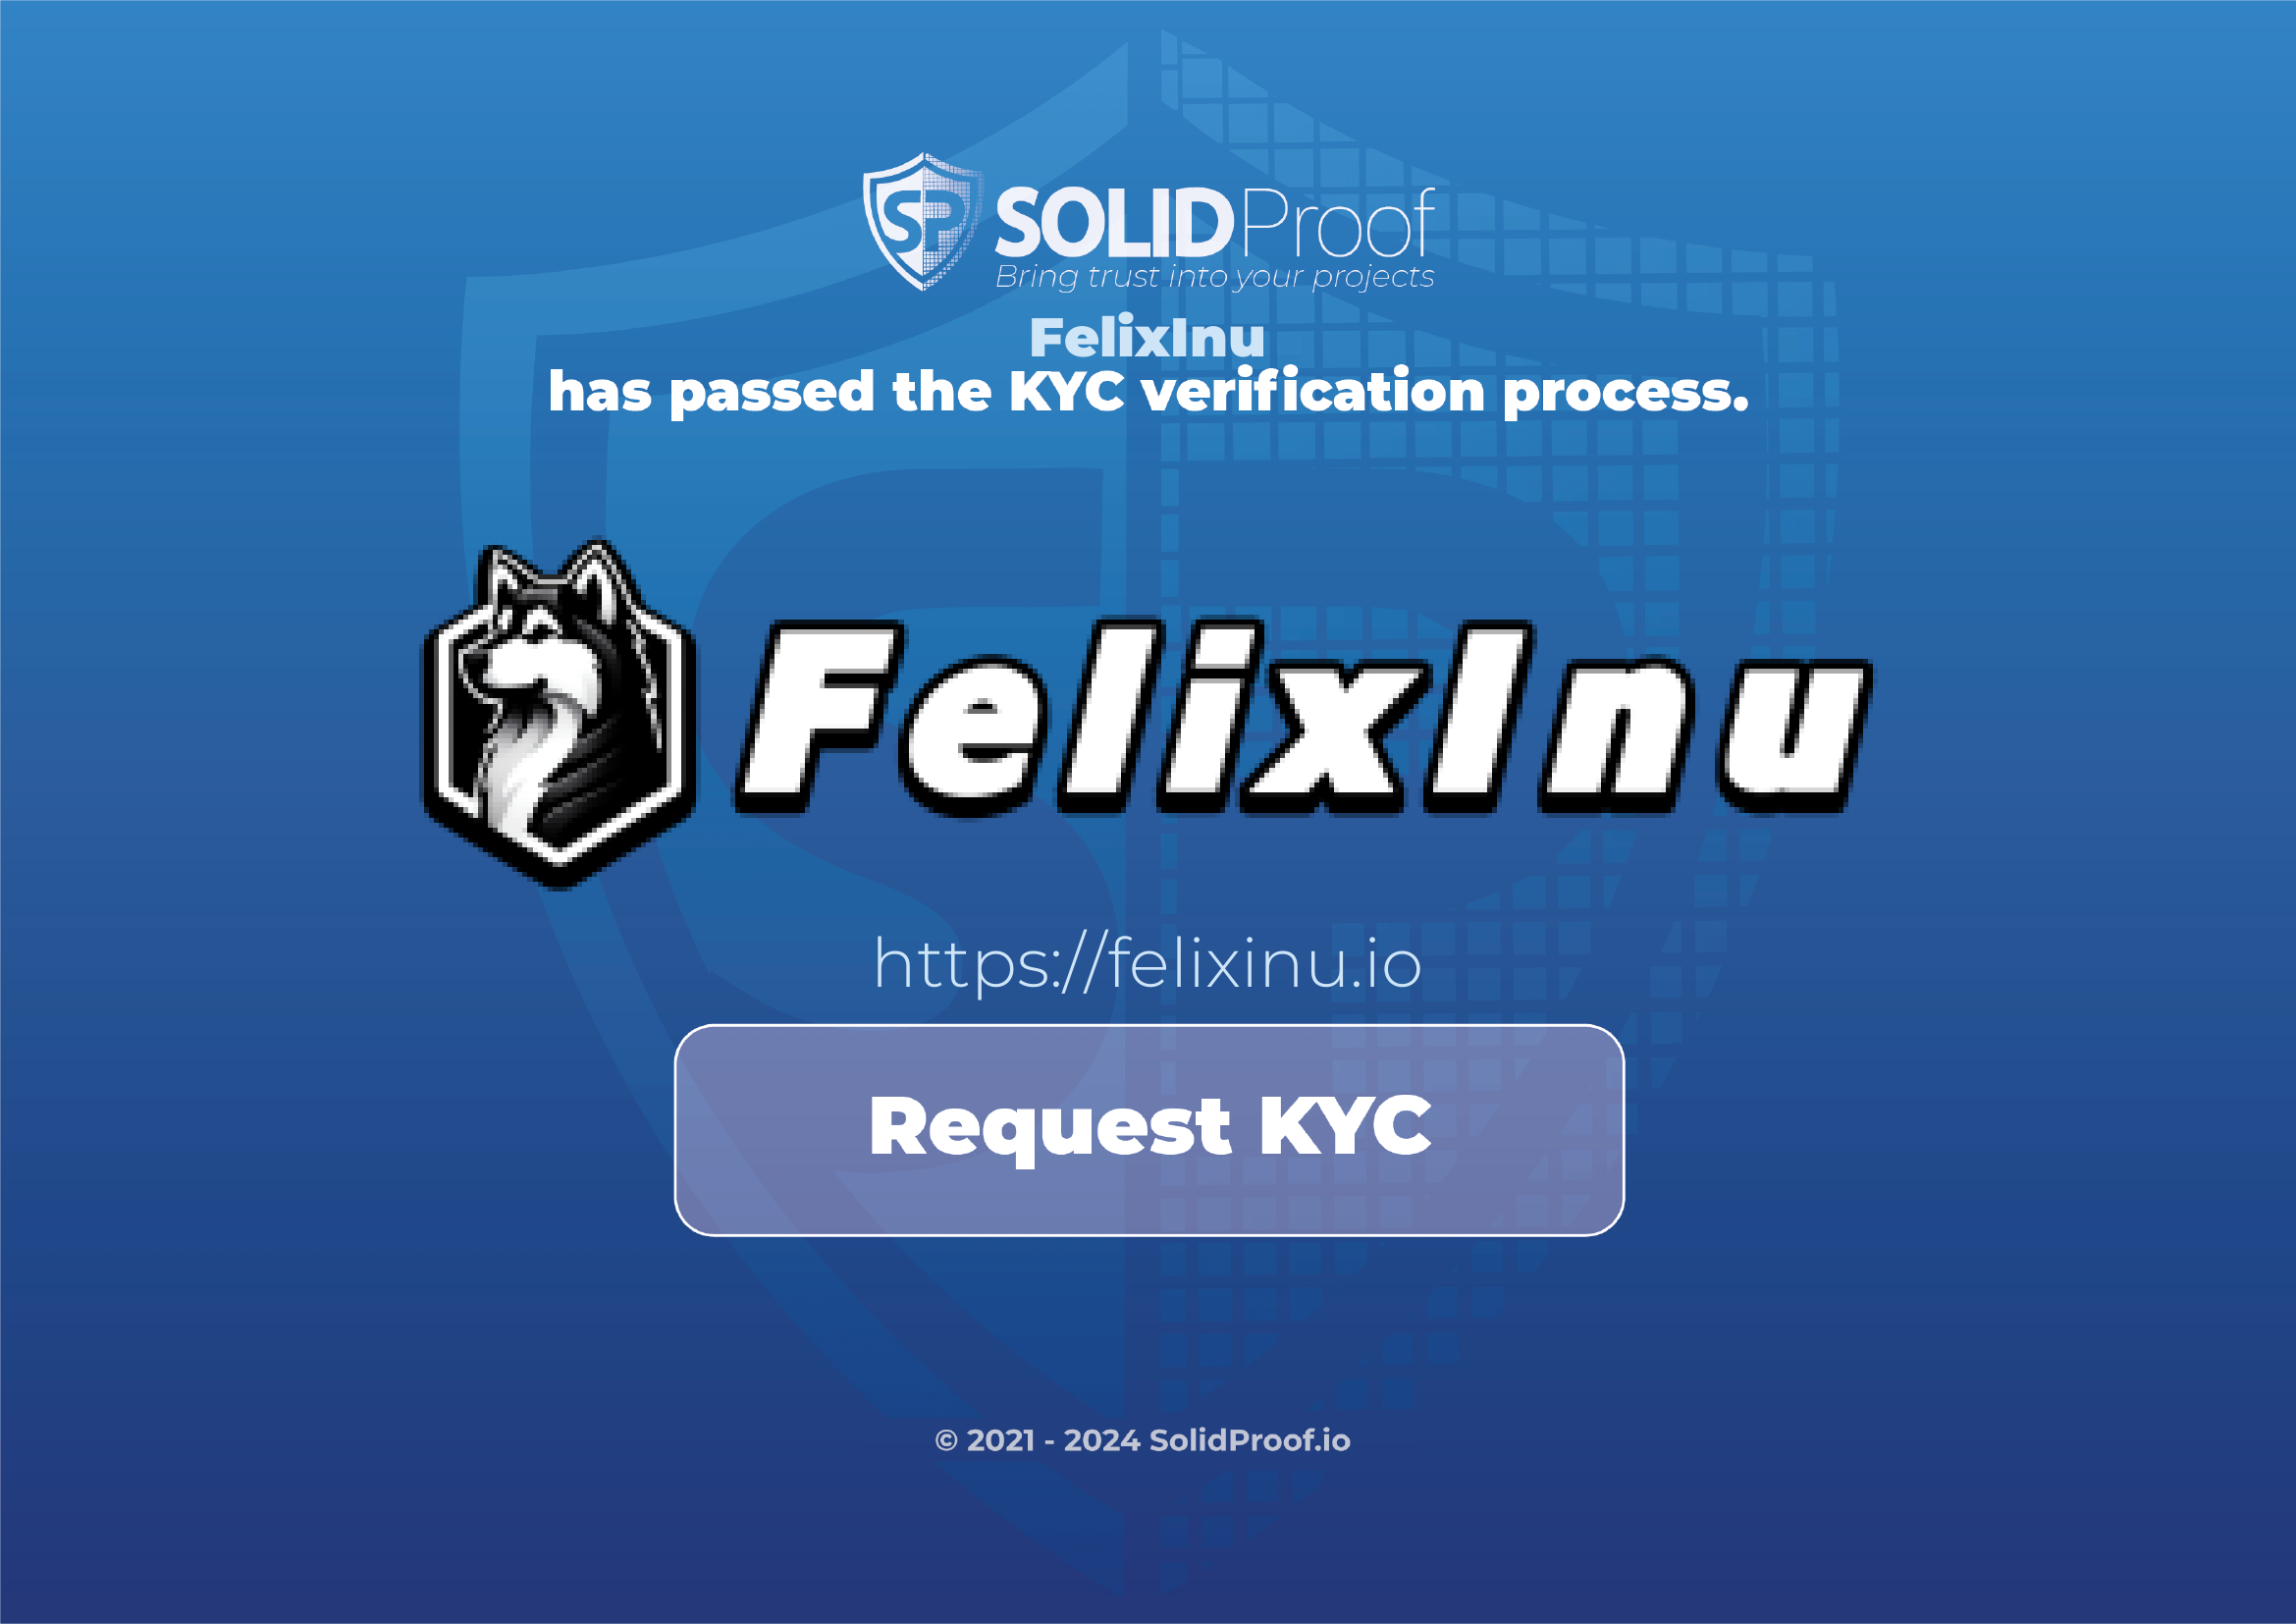 SP SOLIDProof
Bring trust into your projects
FelixInu
has passed the KYC verification process.
FelixInu
https://felixinu.io
Request KYC
© 2021 - 2024 SolidProof.io